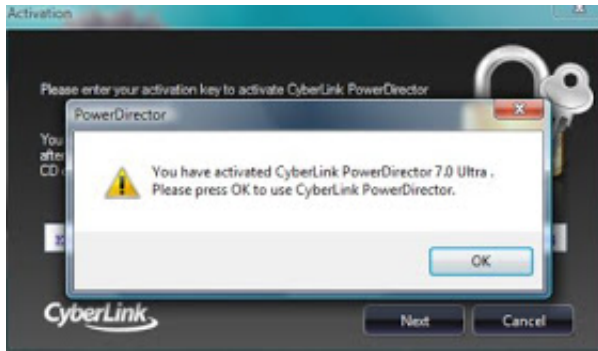 Activation
Please enter your activation key to activate CyberLink PowerDirector
PowerDirector
You
after
CD
You have activated CyberLink PowerDirector 7.0 Ultra .
Please press OK to use CyberLink PowerDirector.
OK
CyberLink
Next
Cancel